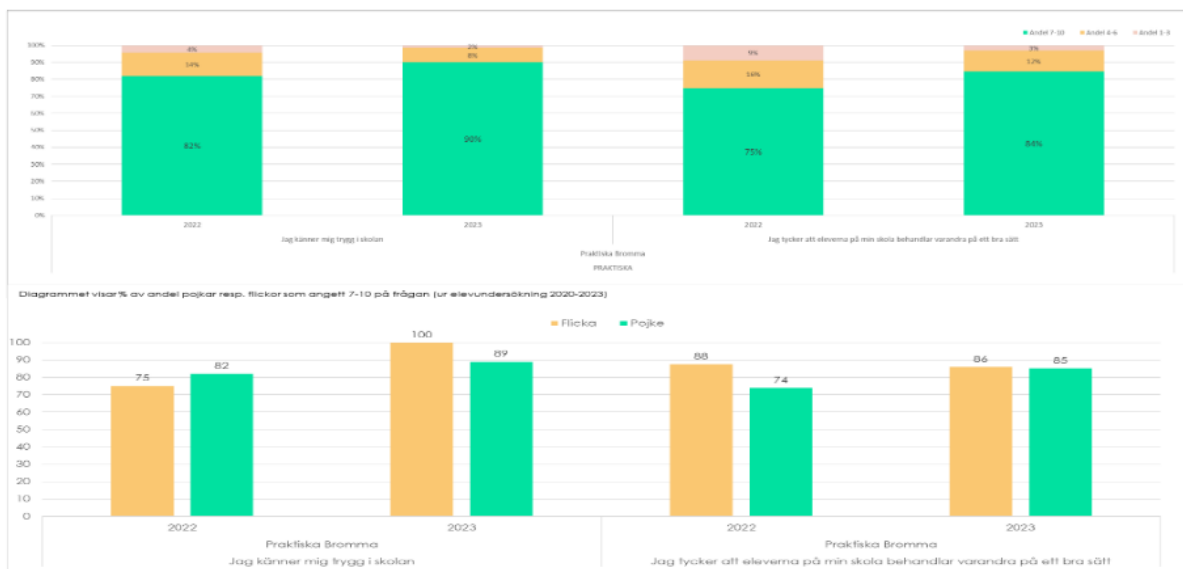 Andel 7-10 Andel 4-6 Andel 1-3
100%
90%
80%
70%
60%
50%
40%
30%
20%
10%
0%
4% 2% 9% 3%
14% 8% 16% 12%
82% 90% 75% 84%
2022 2023 2022 2023
Jag känner mig trygg i skolan Jag tycker att eleverna på min skola behandlar varandra på ett bra sätt
Praktiska Bromma
PRAKTISKA
Diagrammet visar % av andel pojkar resp. flickor som angett 7-10 på frågan (ur elevundersökning 2020-2023)
Flicka Pojke
100
90
80
70
60
50
40
30
20
10
0
75 82 100 89 88 74 86 85
2022 2023 2022 2023
Praktiska Bromma Praktiska Bromma
Jag känner mig trygg i skolan Jag tycker att eleverna på min skola behandlar varandra på ett bra sätt